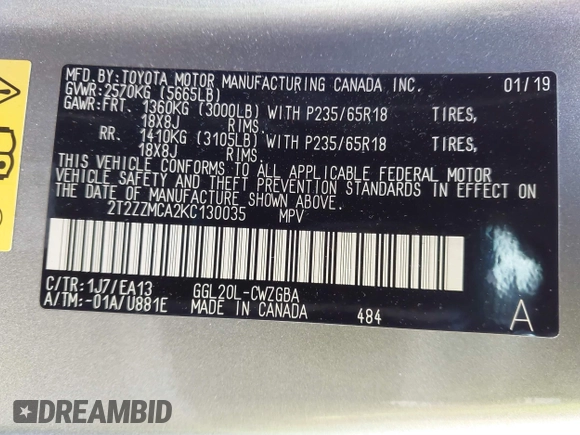 MFD.BY:TOYOTA MOTOR MANUFACTURING CANADA INC. 01/19
GVWR:2570KG (5665LB)
GAWR:FRT. 1360KG (3000LB) WITH P235/65R18 TIRES,
18X8J RIMS.
RR. 1410KG (3105LB) WITH P235/65R18 TIRES,
18X8J RIMS.
THIS VEHICLE CONFORMS TO ALL APPLICABLE FEDERAL MOTOR
VEHICLE SAFETY AND THEFT PREVENTION STANDARDS IN EFFECT ON
THE DATE OF MANUFACTURE SHOWN ABOVE.
2T2ZZMCA2KC130035 MPV
C/TR:1J7/EA13 GGL20L-CWZGBA
A/TM:-01A/U881E MADE IN CANADA 484 A
DREAMBID